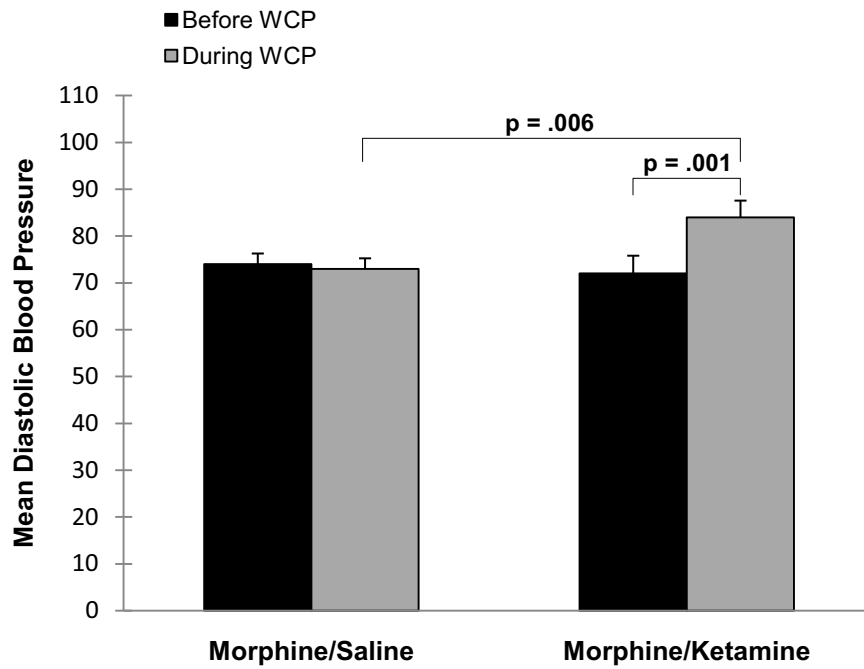 Before WCP
During WCP
Mean Diastolic Blood Pressure
110
100
90
80
70
60
50
40
30
20
10
0
p = .006
p = .001
Morphine/Saline
Morphine/Ketamine